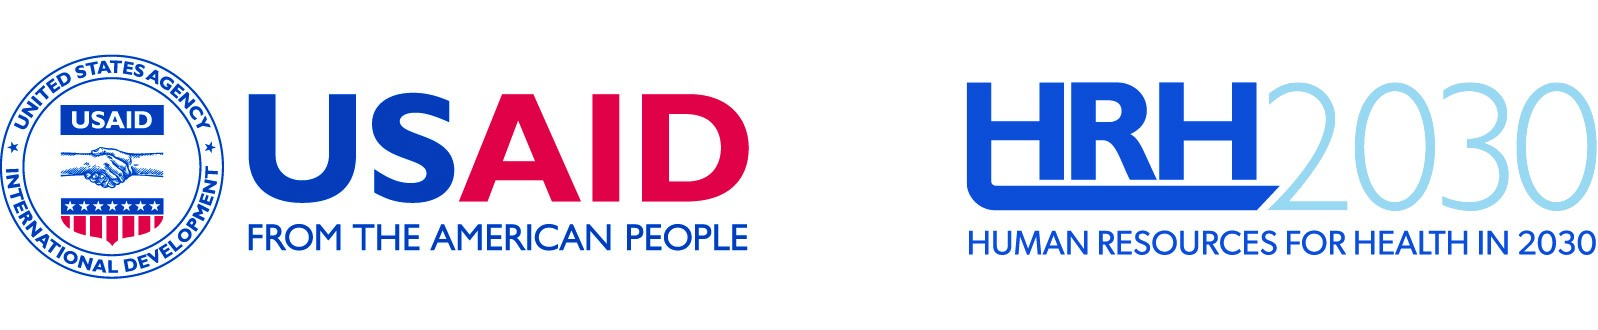 UNITED STATES AGENCY
USAID
INTERNATIONAL DEVELOPMENT
USAID
FROM THE AMERICAN PEOPLE
HRH2030
HUMAN RESOURCES FOR HEALTH IN 2030